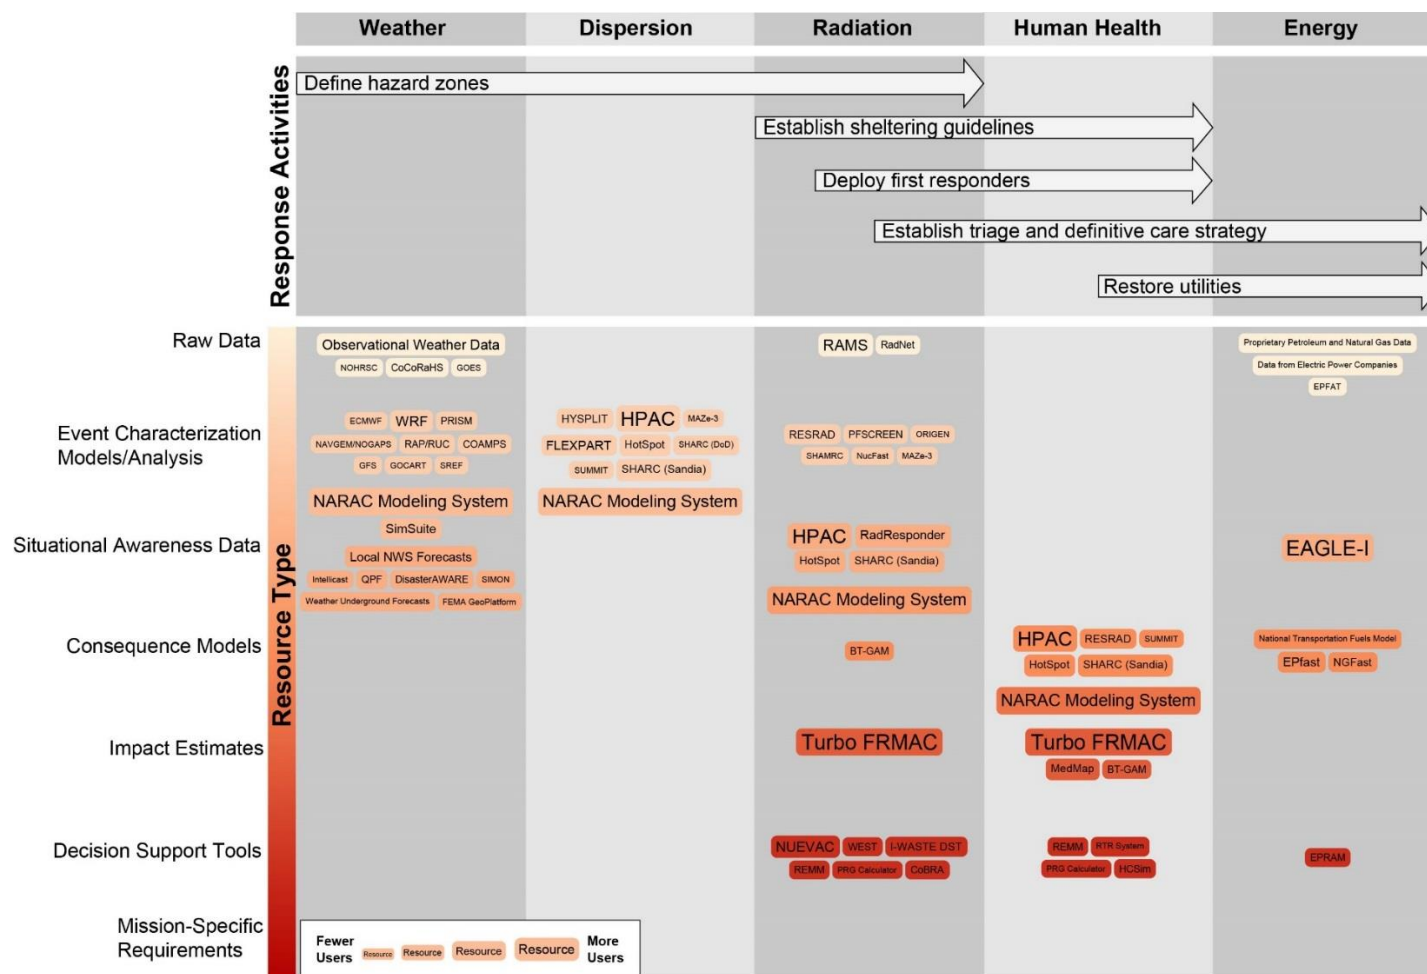 Weather Dispersion Radiation Human Health Energy
Response Activities
Define hazard zones
Establish sheltering guidelines
Deploy first responders
Establish triage and definitive care strategy
Restore utilities
Resource Type
Raw Data
Observational Weather Data
NOHRSC CoCoRaHS GOES
RAMS RadNet
Proprietary Petroleum and Natural Gas Data
Data from Electric Power Companies
EPFAT
Event Characterization
Models/Analysis
ECMWF WRF PRISM
NAVGEM/NOGAPS RAP/RUC COAMPS
GFS GOCART SREF
NARAC Modeling System
SimSuite
HYSPLIT HPAC MAZe-3
FLEXPART HotSpot SHARC (DoD)
SUMMIT SHARC (Sandia)
NARAC Modeling System
RESRAD PFSCREEN ORIGEN
SHAMRC NucFast MAZe-3
Situational Awareness Data
Local NWS Forecasts
Intellicast QPF DisasterAWARE SIMON
Weather Underground Forecasts FEMA GeoPlatform
HPAC RadResponder
HotSpot SHARC (Sandia)
NARAC Modeling System
EAGLE-I
Consequence Models
BT-GAM
HPAC RESRAD SUMMIT
HotSpot SHARC (Sandia)
NARAC Modeling System
National Transportation Fuels Model
EPfast NGFast
Impact Estimates
Turbo FRMAC
Turbo FRMAC
MedMap BT-GAM
Decision Support Tools
NUEVAC WEST I-WASTE DST
REMM PRG Calculator CoBRA
REMM RTR System
PRG Calculator HCSim
EPRAM
Mission-Specific
Requirements
Fewer
Users
Resource Resource Resource Resource
More
Users